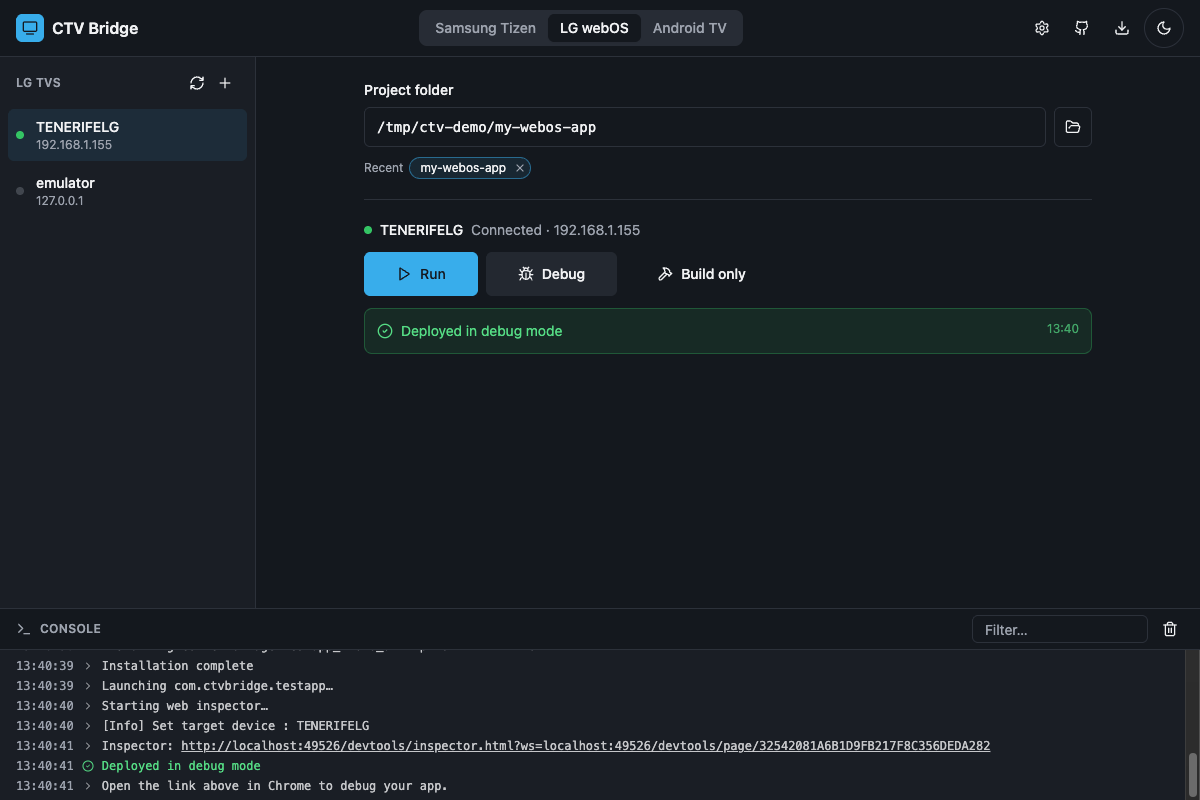 CTV Bridge
Samsung Tizen
LG webOS
Android TV
LG TVS
TENERIFELG
192.168.1.155
emulator
127.0.0.1
Project folder
/tmp/ctv-demo/my-webos-app
Recent my-webos-app ×
TENERIFELG Connected · 192.168.1.155
Run
Debug
Build only
Deployed in debug mode 13:40
CONSOLE
Filter...
13:40:39 › Installation complete
13:40:39 › Launching com.ctvbridge.testapp…
13:40:40 › Starting web inspector…
13:40:40 › [Info] Set target device : TENERIFELG
13:40:41 › Inspector: http://localhost:49526/devtools/inspector.html?ws=localhost:49526/devtools/page/32542081A6B1D9FB217F8C356DEDA282
13:40:41 Deployed in debug mode
13:40:41 › Open the link above in Chrome to debug your app.